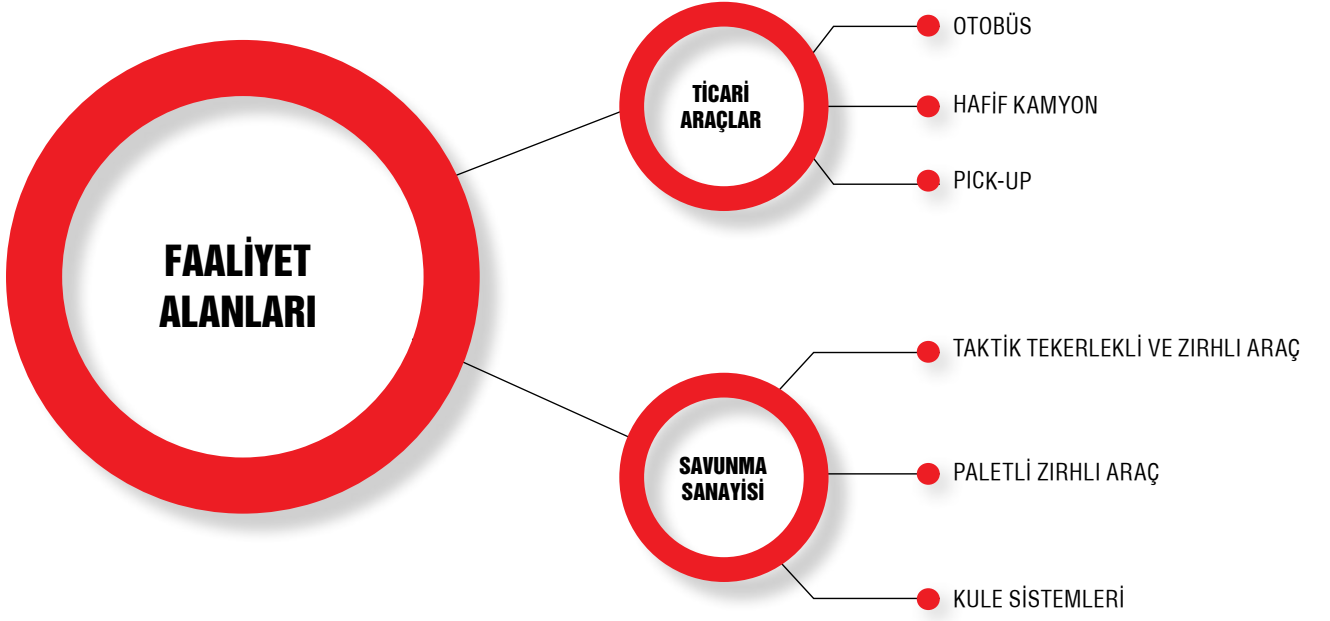 FAALİYET
ALANLARI
TİCARİ
ARAÇLAR
OTOBÜS
HAFİF KAMYON
PICK-UP
SAVUNMA
SANAYİSİ
TAKTİK TEKERLEKLİ VE ZIRHLI ARAÇ
PALETLİ ZIRHLI ARAÇ
KULE SİSTEMLERİ